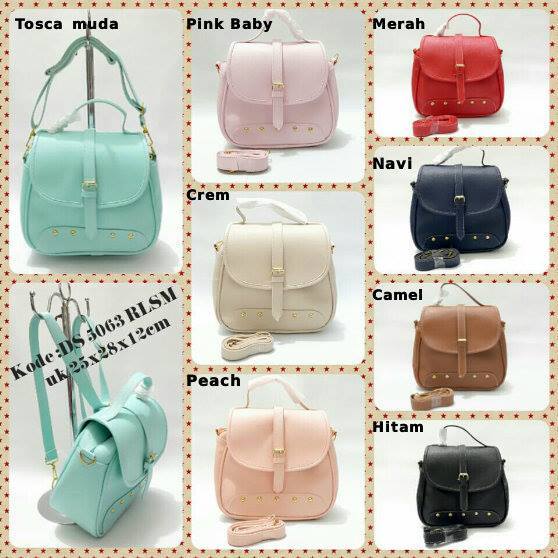 Tosca muda
Pink Baby
Merah
Crem
Navi
Kode :DS 5063 RLSM
uk 25x28x12cm
Camel
Peach
Hitam